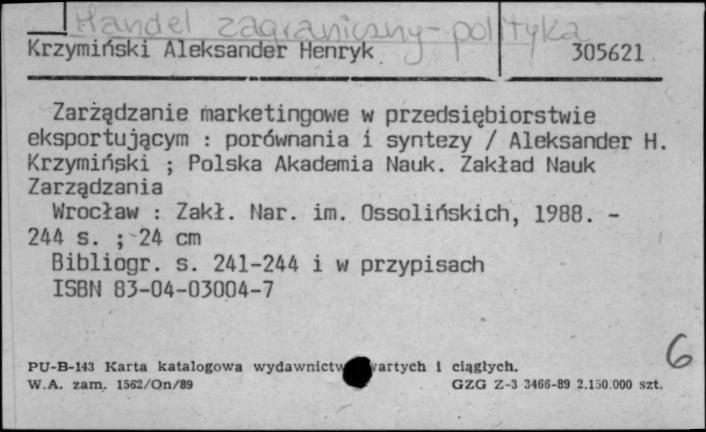 Handel zagraniczny - polityka
Krzymiński Aleksander Henryk 305621
Zarządzanie marketingowe w przedsiębiorstwie
eksportującym : porównania i syntezy / Aleksander H.
Krzymiński ; Polska Akademia Nauk. Zakład Nauk
Zarządzania
Wrocław : Zakł. Nar. im. Ossolińskich, 1988. -
244 s. ; 24 cm
Bibliogr. s. 241-244 i w przypisach
ISBN 83-04-03004-7
6
PU-B-143 Karta katalogowa wydawnictw wartych i ciągłych.
W.A. zam. 1562/On/89 GZG Z-3 3466-89 2.150.000 szt.